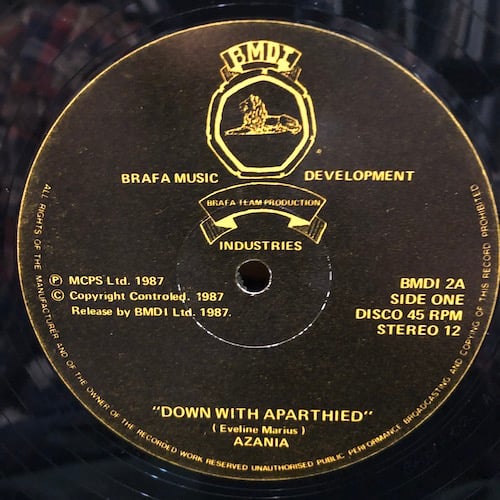 BMDI
BRAFA MUSIC DEVELOPMENT
BRAFA TEAM PRODUCTION
INDUSTRIES
Ⓟ MCPS Ltd. 1987
© Copyright Controled. 1987
Release by BMDI Ltd. 1987.
BMDI 2A
SIDE ONE
DISCO 45 RPM
STEREO 12
"DOWN WITH APARTHIED"
( Eveline Marius )
AZANIA
ALL RIGHTS OF THE MANUFACTURER AND OF THE OWNER OF THE RECORDED WORK RESERVED UNAUTHORISED PUBLIC PERFORMANCE BROADCASTING AND COPYING OF THIS RECORD PROHIBITED